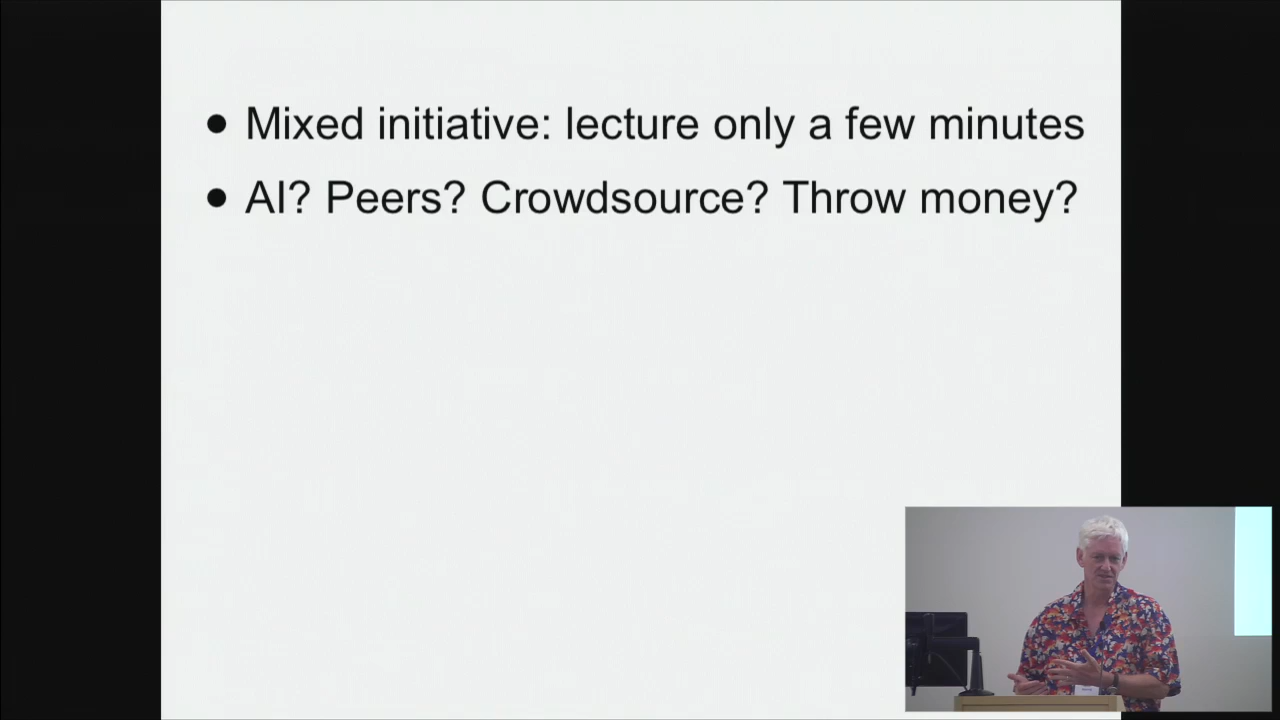 • Mixed initiative: lecture only a few minutes
• AI? Peers? Crowdsource? Throw money?